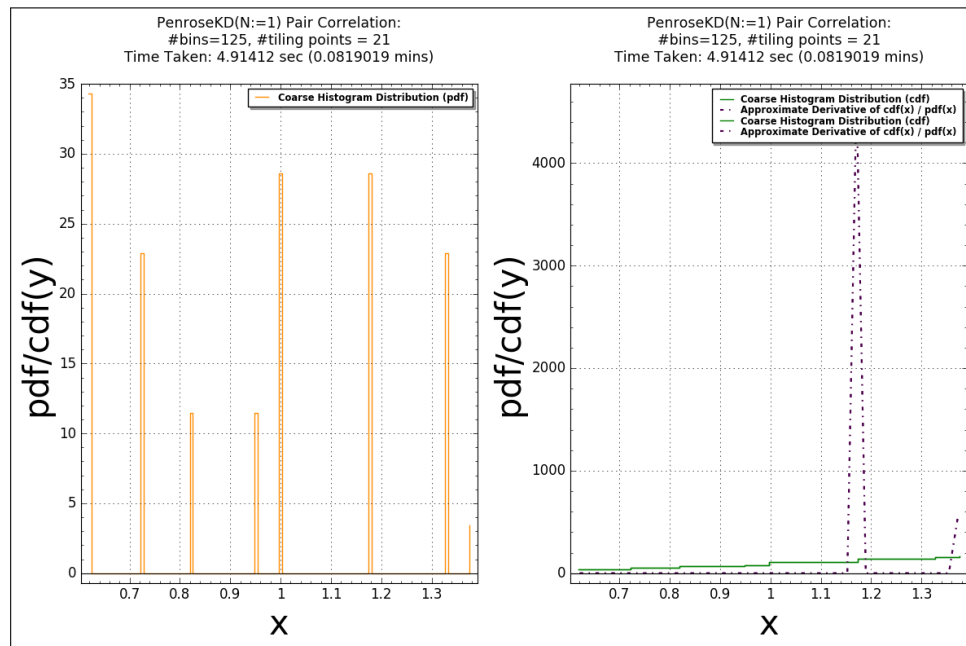 PenroseKD(N:=1) Pair Correlation:
#bins=125, #tiling points = 21
Time Taken: 4.91412 sec (0.0819019 mins)
Coarse Histogram Distribution (pdf)
35
30
25
20
15
10
5
0
0.7 0.8 0.9 1 1.1 1.2 1.3
pdf/cdf(y)
x
PenroseKD(N:=1) Pair Correlation:
#bins=125, #tiling points = 21
Time Taken: 4.91412 sec (0.0819019 mins)
Coarse Histogram Distribution (cdf)
Approximate Derivative of cdf(x) / pdf(x)
Coarse Histogram Distribution (cdf)
Approximate Derivative of cdf(x) / pdf(x)
4000
3000
2000
1000
0
0.7 0.8 0.9 1 1.1 1.2 1.3
pdf/cdf(y)
x